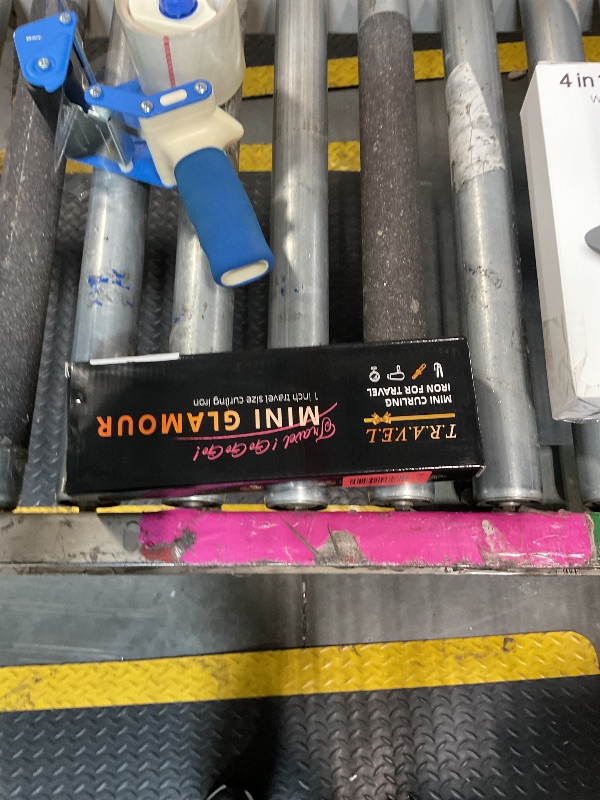 T.R.A.V.E.L
MINI CURLING
IRON FOR TRAVEL
Travel! Go Go Go!
MINI GLAMOUR
1 inch travel size curling iron
4 in